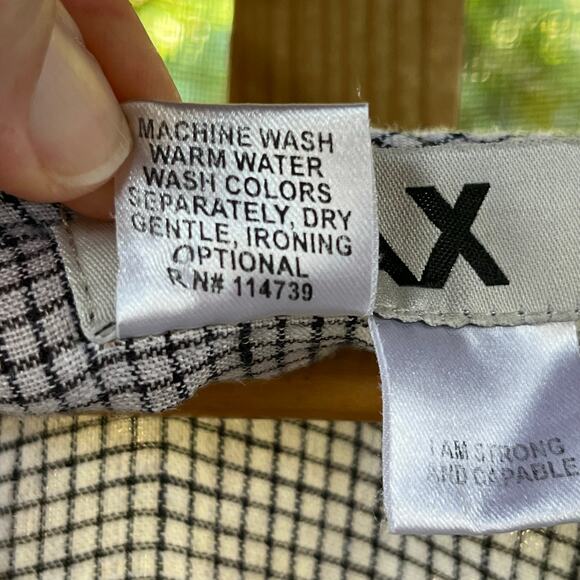 MACHINE WASH
WARM WATER
WASH COLORS
SEPARATELY, DRY
GENTLE, IRONING
OPTIONAL
RN# 114739
AX
I AM STRONG
AND CAPABLE